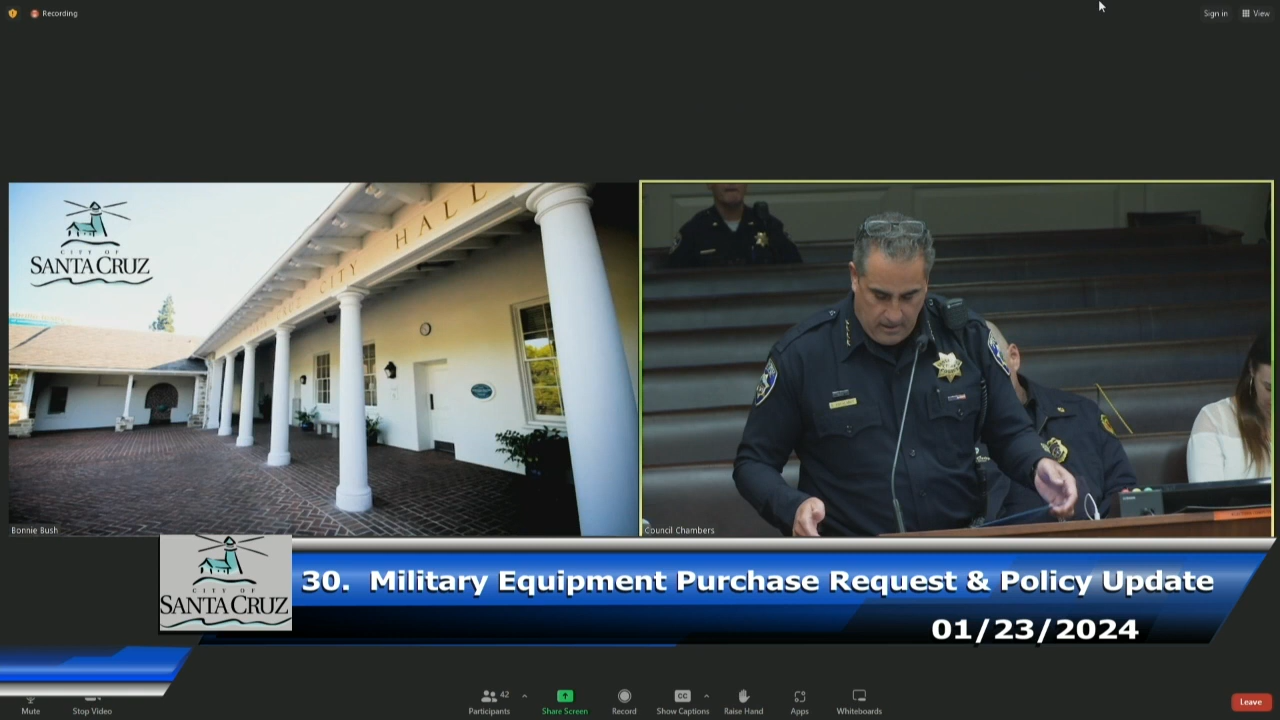 Recording
Sign in
View
CITY OF
SANTA CRUZ
CITY HALL
Bonnie Bush
Council Chambers
CITY OF
SANTA CRUZ
30. Military Equipment Purchase Request & Policy Update
01/23/2024
Mute
Stop Video
42
Participants
Share Screen
Record
CC
Show Captions
Raise Hand
Apps
Whiteboards
Leave